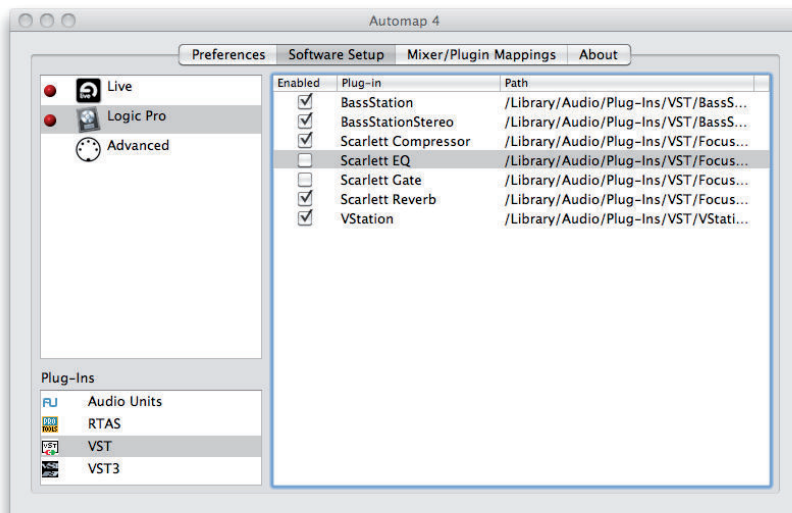 Automap 4
Preferences Software Setup Mixer/Plugin Mappings About
Live
Logic Pro
Advanced
Enabled Plug-in Path
BassStation /Library/Audio/Plug-Ins/VST/BassS...
BassStationStereo /Library/Audio/Plug-Ins/VST/BassS...
Scarlett Compressor /Library/Audio/Plug-Ins/VST/Focus...
Scarlett EQ /Library/Audio/Plug-Ins/VST/Focus...
Scarlett Gate /Library/Audio/Plug-Ins/VST/Focus...
Scarlett Reverb /Library/Audio/Plug-Ins/VST/Focus...
VStation /Library/Audio/Plug-Ins/VST/VStati...
Plug-Ins
Audio Units
PRO TOOLS RTAS
VST VST
VST3